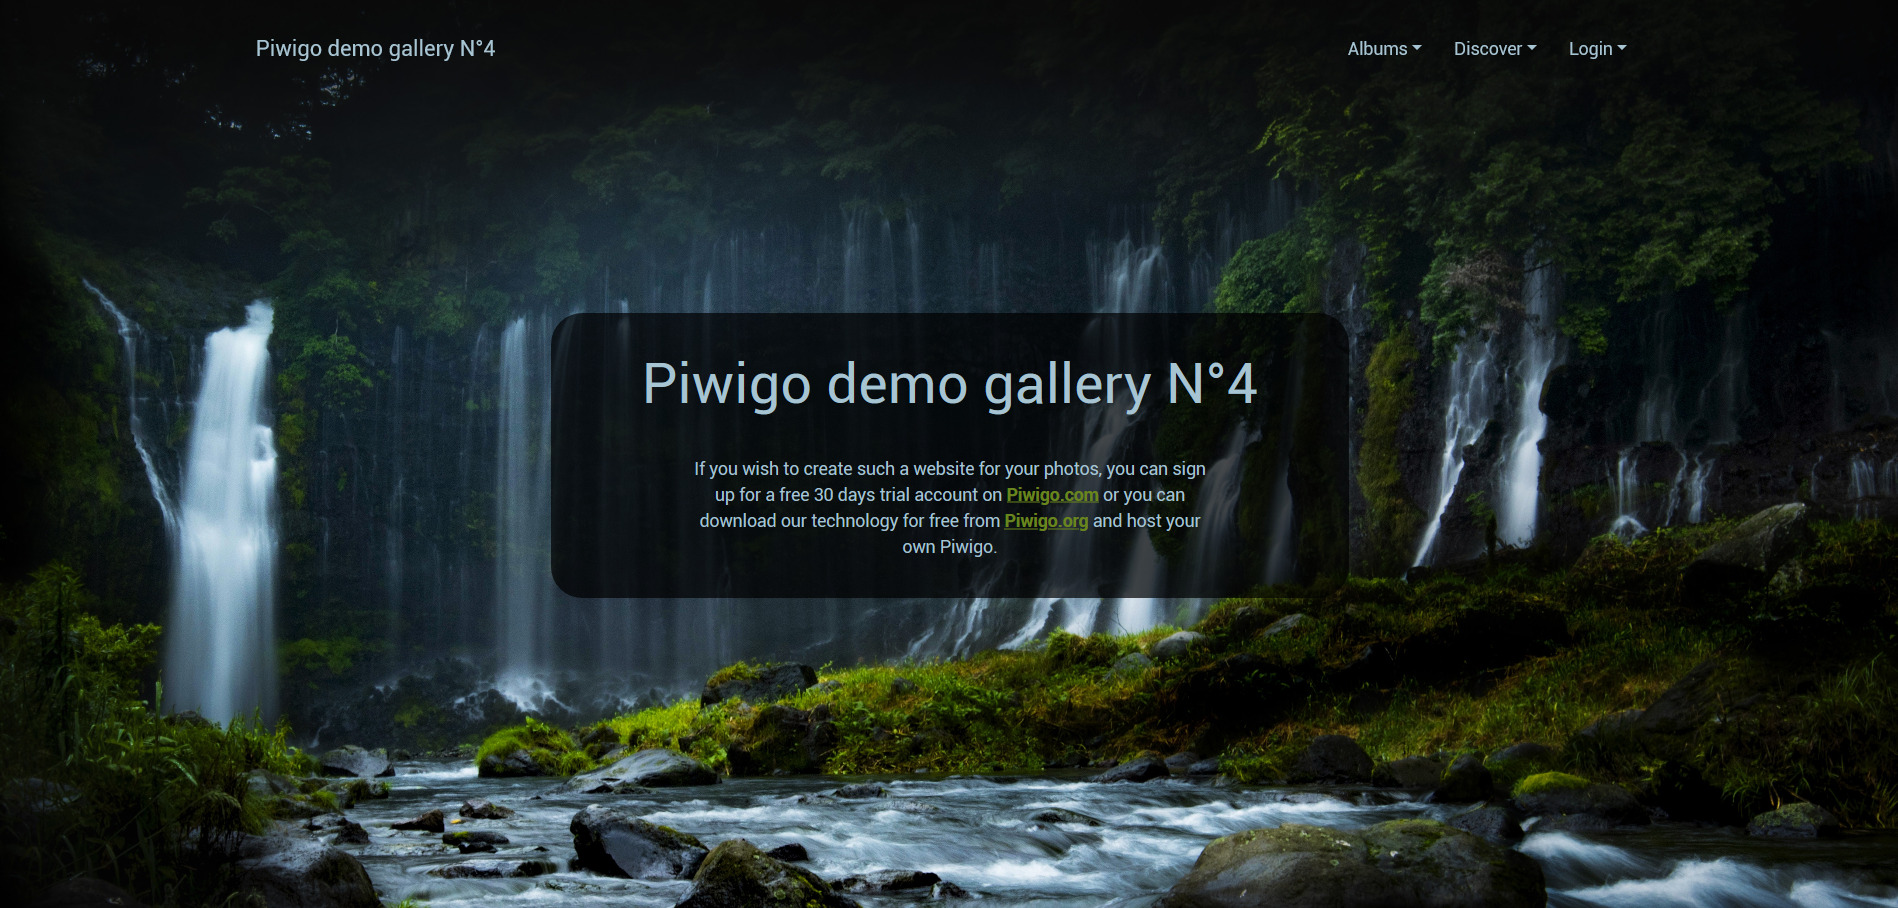 Piwigo demo gallery N°4
Albums Discover Login
Piwigo demo gallery N°4
If you wish to create such a website for your photos, you can sign
up for a free 30 days trial account on Piwigo.com or you can
download our technology for free from Piwigo.org and host your
own Piwigo.